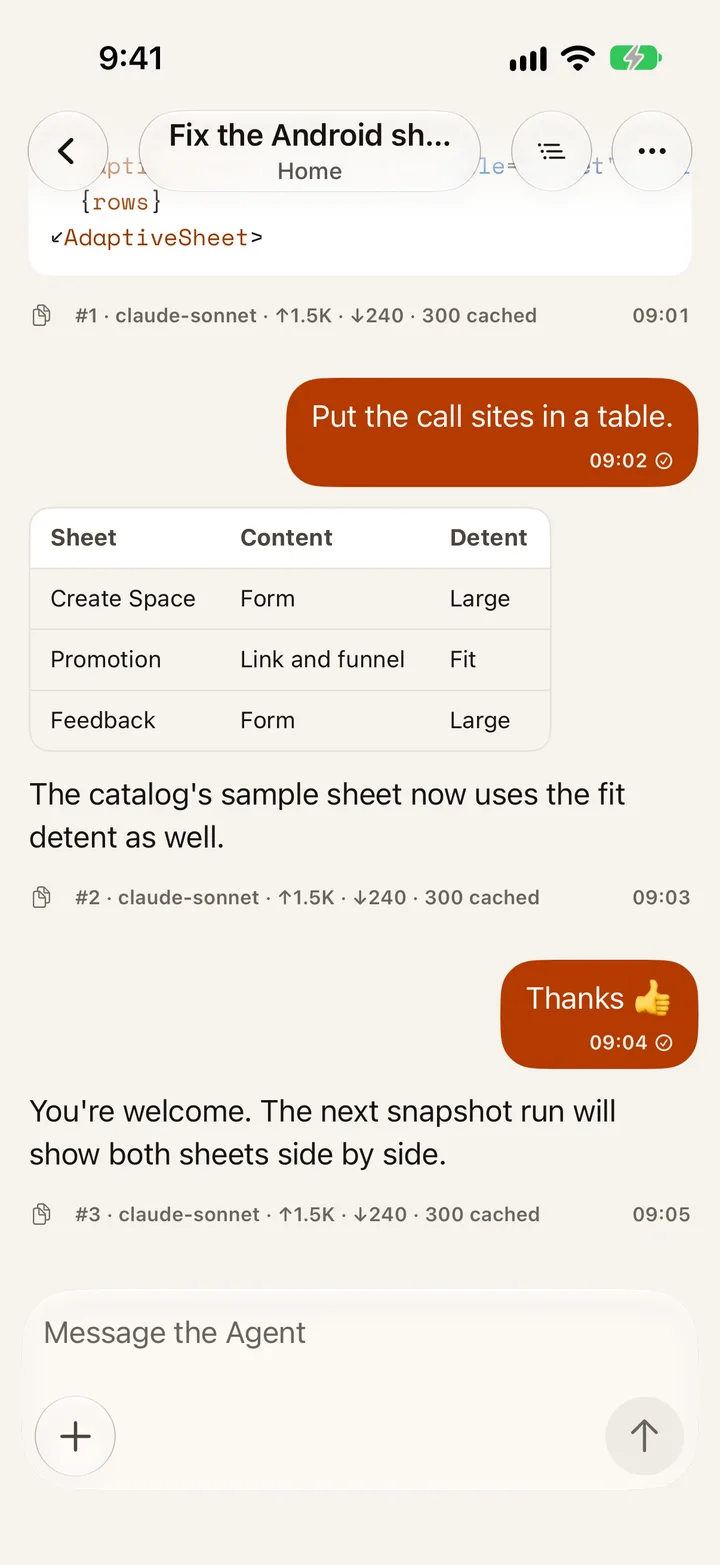 9:41
Fix the Android sh...
Home
{rows}
↙AdaptiveSheet>
#1 · claude-sonnet · ↑1.5K · ↓240 · 300 cached
09:01
Put the call sites in a table.
09:02
Sheet Content Detent
Create Space Form Large
Promotion Link and funnel Fit
Feedback Form Large
The catalog's sample sheet now uses the fit
detent as well.
#2 · claude-sonnet · ↑1.5K · ↓240 · 300 cached
09:03
Thanks 👍
09:04
You're welcome. The next snapshot run will
show both sheets side by side.
#3 · claude-sonnet · ↑1.5K · ↓240 · 300 cached
09:05
Message the Agent